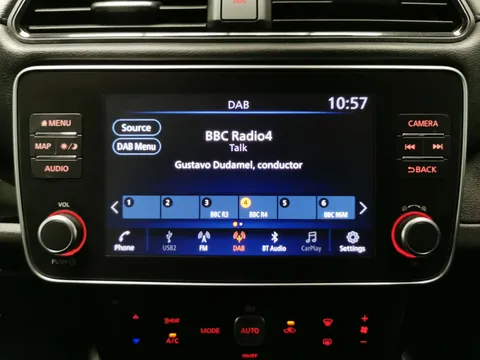 DAB 10:57
MENU
MAP
AUDIO
VOL
PUSH
Source
DAB Menu
BBC Radio4
Talk
Gustavo Dudamel, conductor
1 2 3 4 5 6
BBC R3 BBC R4 BBC R6M
Phone USB2 FM DAB BT Audio CarPlay Settings
CAMERA
BACK
A/C
MODE
AUTO
ON/OFF